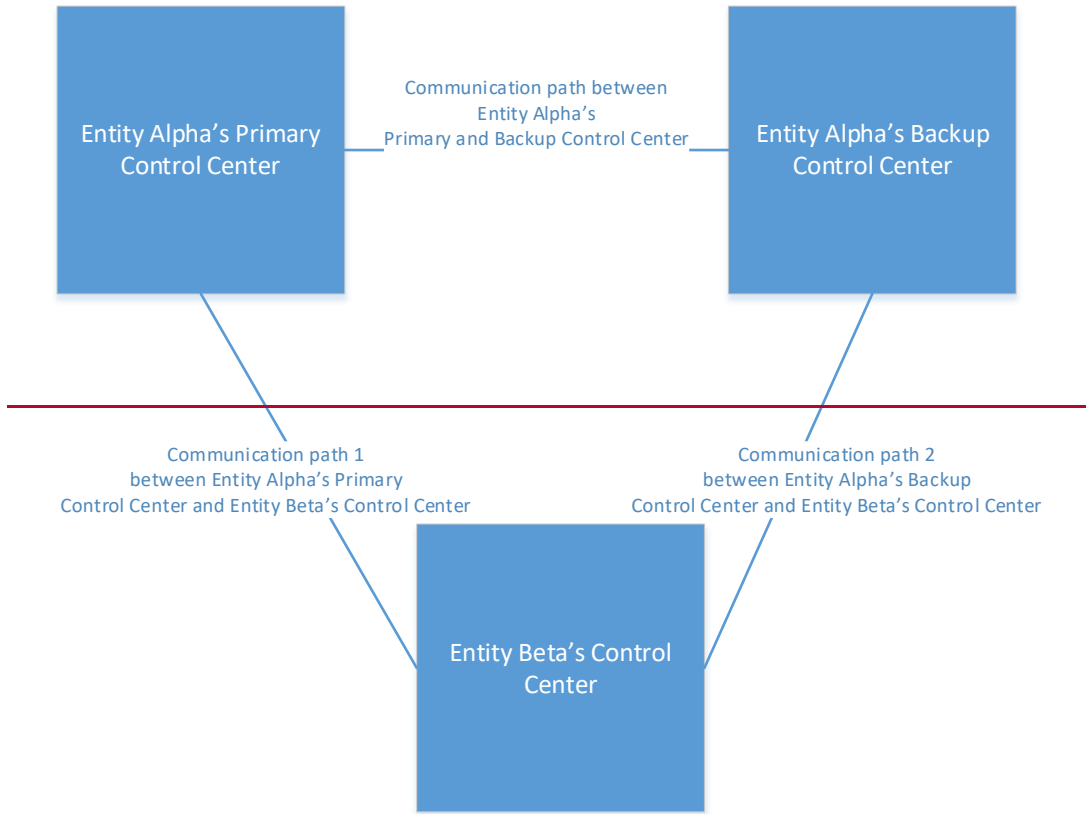 Communication path between
Entity Alpha's
Primary and Backup Control Center
Entity Alpha's Primary
Control Center
Entity Alpha's Backup
Control Center
Communication path 1
between Entity Alpha's Primary
Control Center and Entity Beta's Control Center
Communication path 2
between Entity Alpha's Backup
Control Center and Entity Beta's Control Center
Entity Beta's Control
Center